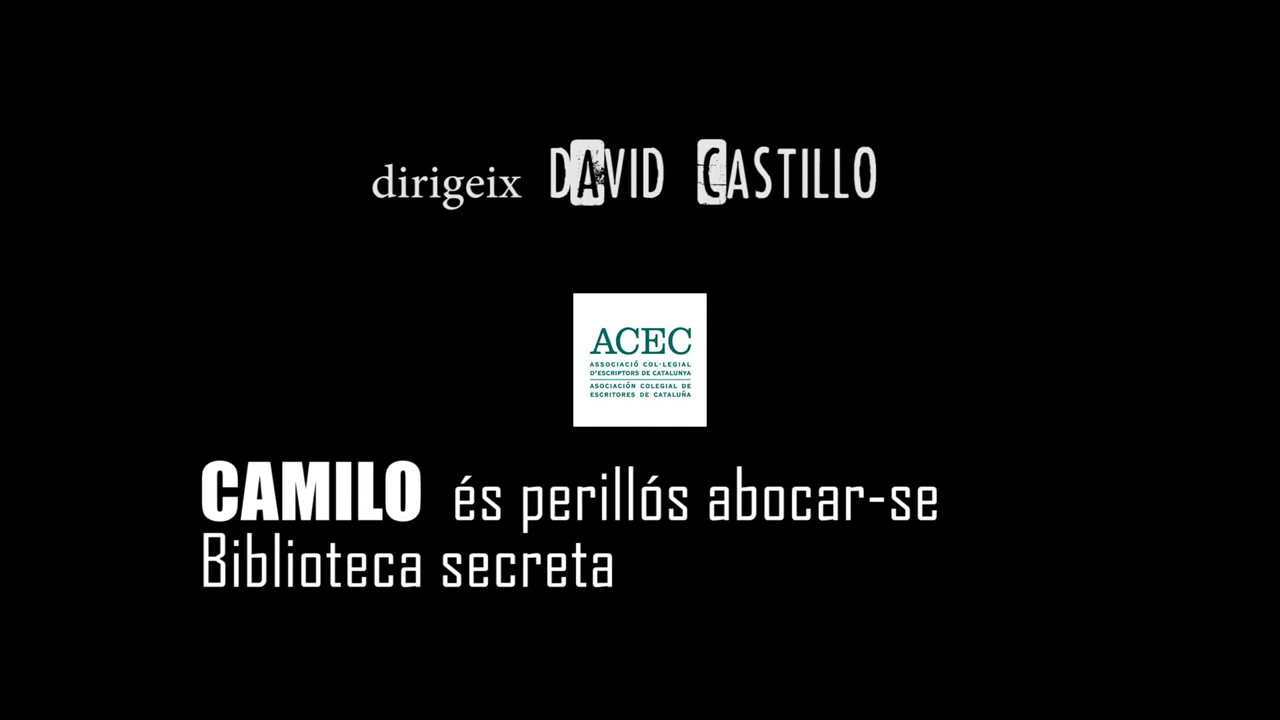 dirigeix DAVID CASTILLO
ACEC
ASSOCIACIÓ COL·LEGIAL
D'ESCRIPTORS DE CATALUNYA
ASOCIACIÓN COLEGIAL DE
ESCRITORES DE CATALUÑA
CAMILO és perillós abocar-se
Biblioteca secreta